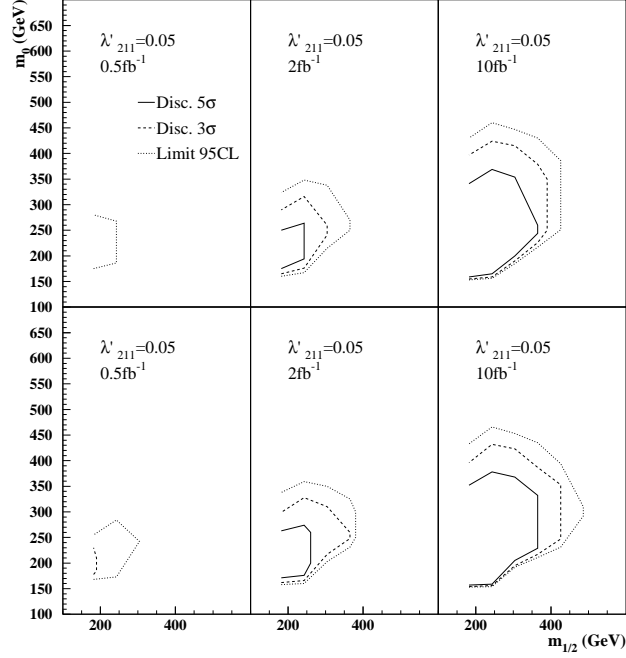 m₀ (GeV)
650
600
550
500
450
400
350
300
250
200
150
100
λ'₂₁₁=0.05
0.5fb⁻¹
Disc. 5σ
Disc. 3σ
Limit 95CL
λ'₂₁₁=0.05
2fb⁻¹
λ'₂₁₁=0.05
10fb⁻¹
650
600
550
500
450
400
350
300
250
200
150
100
λ'₂₁₁=0.05
0.5fb⁻¹
λ'₂₁₁=0.05
2fb⁻¹
λ'₂₁₁=0.05
10fb⁻¹
200 400 200 400 200 400
m₁/₂ (GeV)